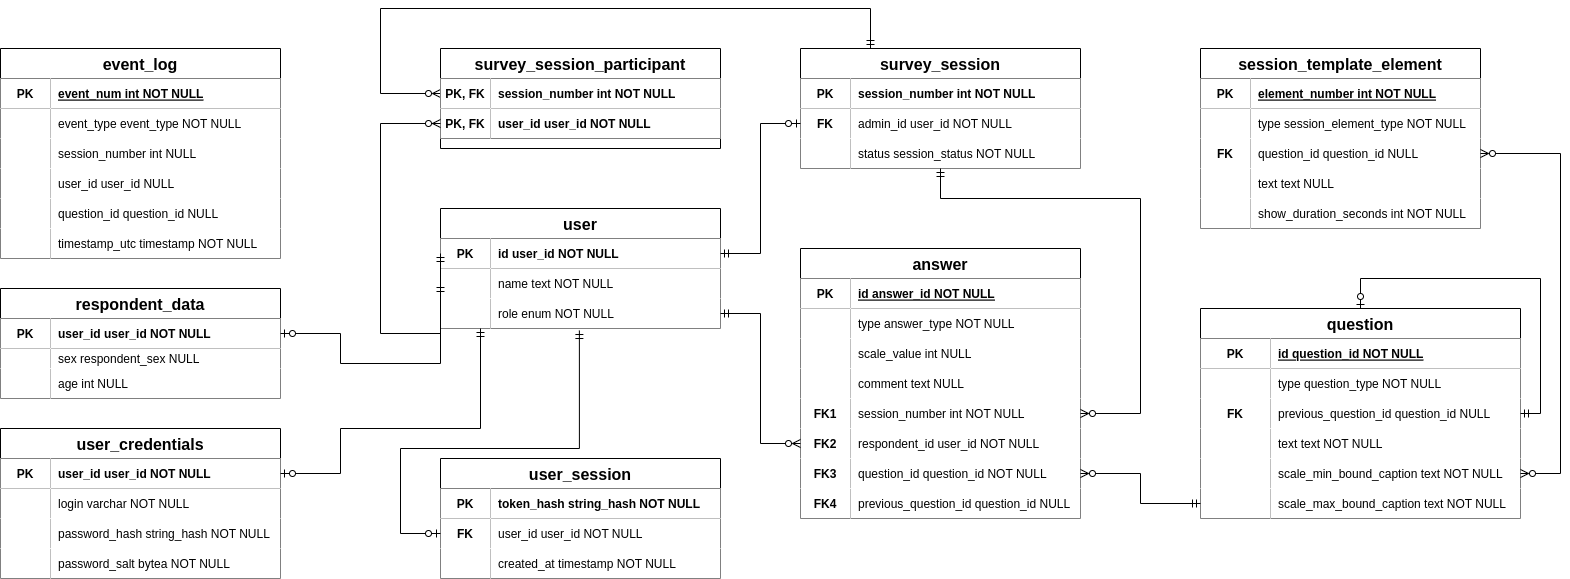 event_log
PK event_num int NOT NULL
event_type event_type NOT NULL
session_number int NULL
user_id user_id NULL
question_id question_id NULL
timestamp_utc timestamp NOT NULL
respondent_data
PK user_id user_id NOT NULL
sex respondent_sex NULL
age int NULL
user_credentials
PK user_id user_id NOT NULL
login varchar NOT NULL
password_hash string_hash NOT NULL
password_salt bytea NOT NULL
survey_session_participant
PK, FK session_number int NOT NULL
PK, FK user_id user_id NOT NULL
user
PK id user_id NOT NULL
name text NOT NULL
role enum NOT NULL
user_session
PK token_hash string_hash NOT NULL
FK user_id user_id NOT NULL
created_at timestamp NOT NULL
survey_session
PK session_number int NOT NULL
FK admin_id user_id NOT NULL
status session_status NOT NULL
answer
PK id answer_id NOT NULL
type answer_type NOT NULL
scale_value int NULL
comment text NULL
FK1 session_number int NOT NULL
FK2 respondent_id user_id NOT NULL
FK3 question_id question_id NOT NULL
FK4 previous_question_id question_id NULL
session_template_element
PK element_number int NOT NULL
type session_element_type NOT NULL
FK question_id question_id NULL
text text NULL
show_duration_seconds int NOT NULL
question
PK id question_id NOT NULL
type question_type NOT NULL
FK previous_question_id question_id NULL
text text NOT NULL
scale_min_bound_caption text NOT NULL
scale_max_bound_caption text NOT NULL